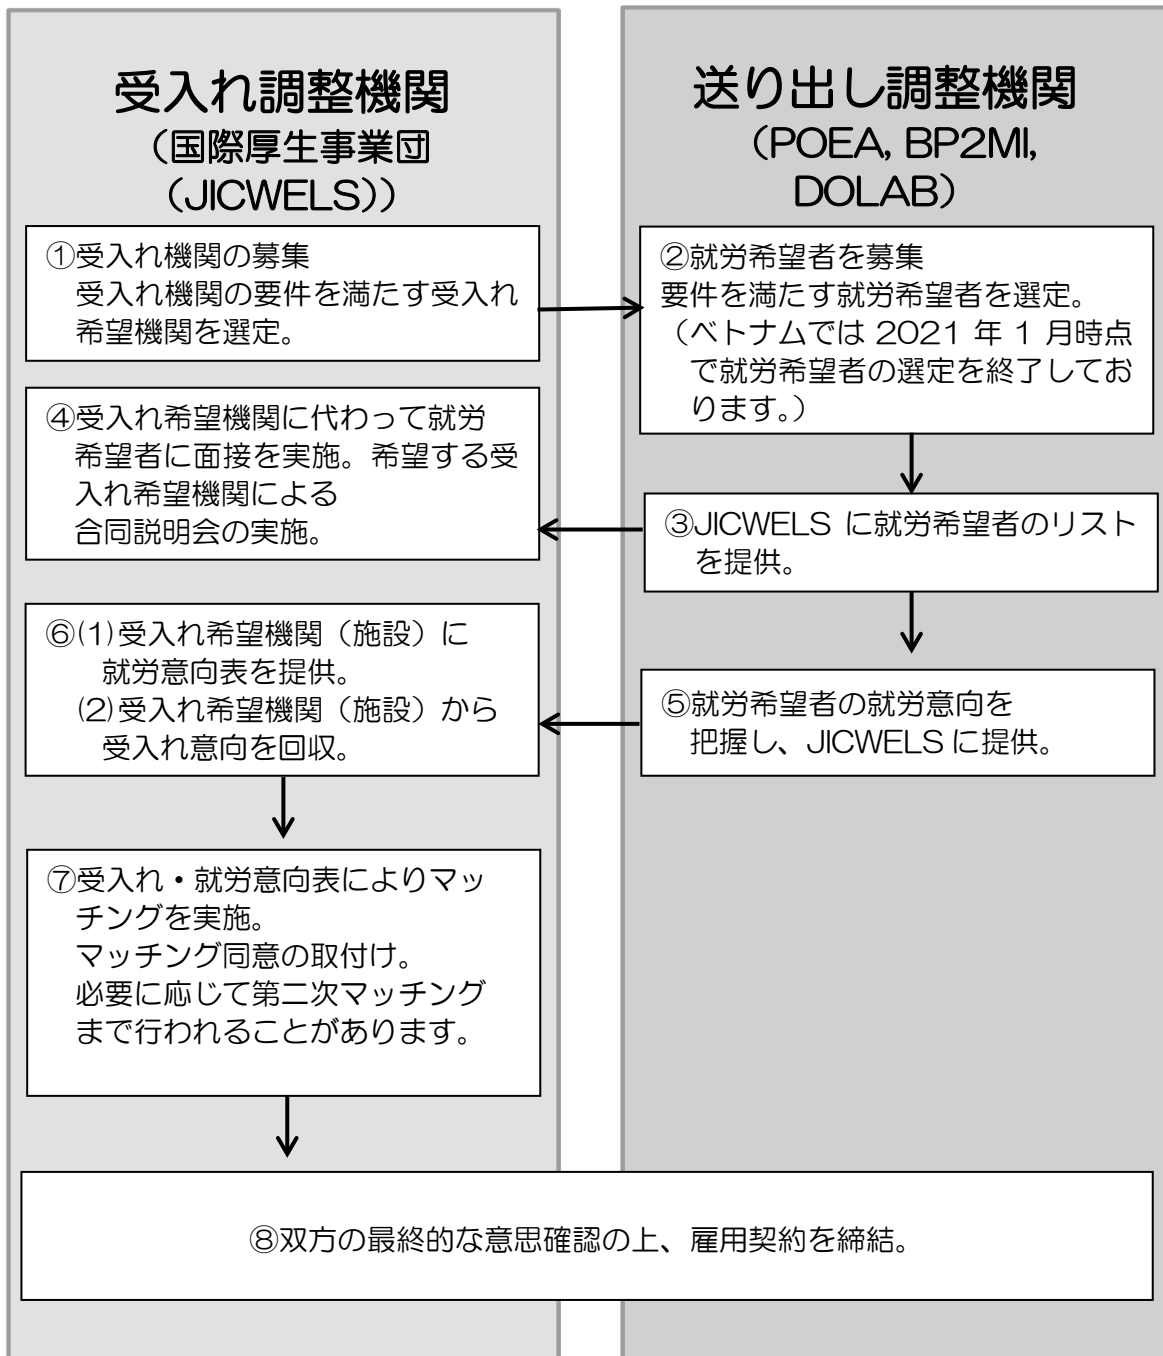 受入れ調整機関
（国際厚生事業団
（JICWELS））
送り出し調整機関
（POEA, BP2MI,
DOLAB）
①受入れ機関の募集
受入れ機関の要件を満たす受入れ
希望機関を選定。
②就労希望者を募集
要件を満たす就労希望者を選定。
（ベトナムでは 2021 年 1 月時点
で就労希望者の選定を終了してお
ります。）
③JICWELS に就労希望者のリスト
を提供。
④受入れ希望機関に代わって就労
希望者に面接を実施。希望する受
入れ希望機関による
合同説明会の実施。
⑤就労希望者の就労意向を
把握し、JICWELS に提供。
⑥(1)受入れ希望機関（施設）に
就労意向表を提供。
(2)受入れ希望機関（施設）から
受入れ意向を回収。
⑦受入れ・就労意向表によりマッ
チングを実施。
マッチング同意の取付け。
必要に応じて第二次マッチング
まで行われることがあります。
⑧双方の最終的な意思確認の上、雇用契約を締結。